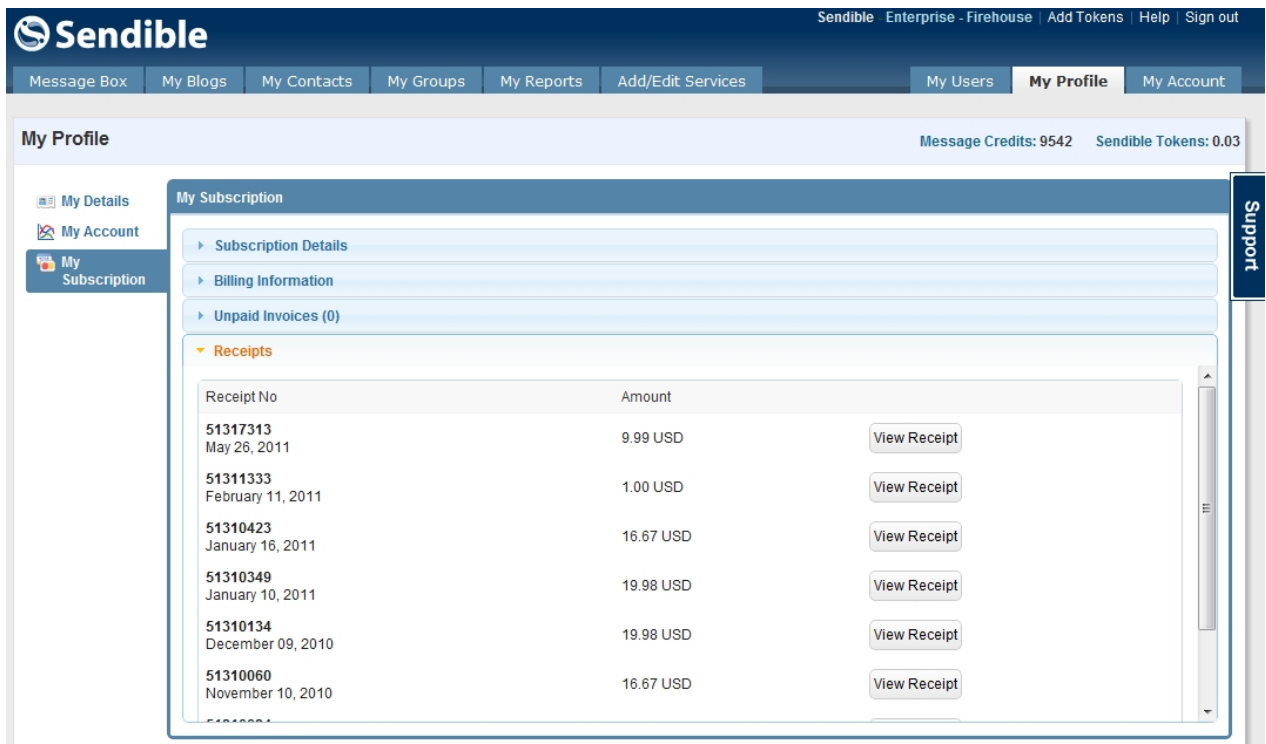 Sendible
Sendible - Enterprise - Firehouse | Add Tokens | Help | Sign out
Message Box My Blogs My Contacts My Groups My Reports Add/Edit Services My Users My Profile My Account
My Profile
Message Credits: 9542 Sendible Tokens: 0.03
My Details
My Account
My
Subscription
My Subscription
Subscription Details
Billing Information
Unpaid Invoices (0)
Receipts
Receipt No Amount
51317313
May 26, 2011
9.99 USD View Receipt
51311333
February 11, 2011
1.00 USD View Receipt
51310423
January 16, 2011
16.67 USD View Receipt
51310349
January 10, 2011
19.98 USD View Receipt
51310134
December 09, 2010
19.98 USD View Receipt
51310060
November 10, 2010
16.67 USD View Receipt
Support